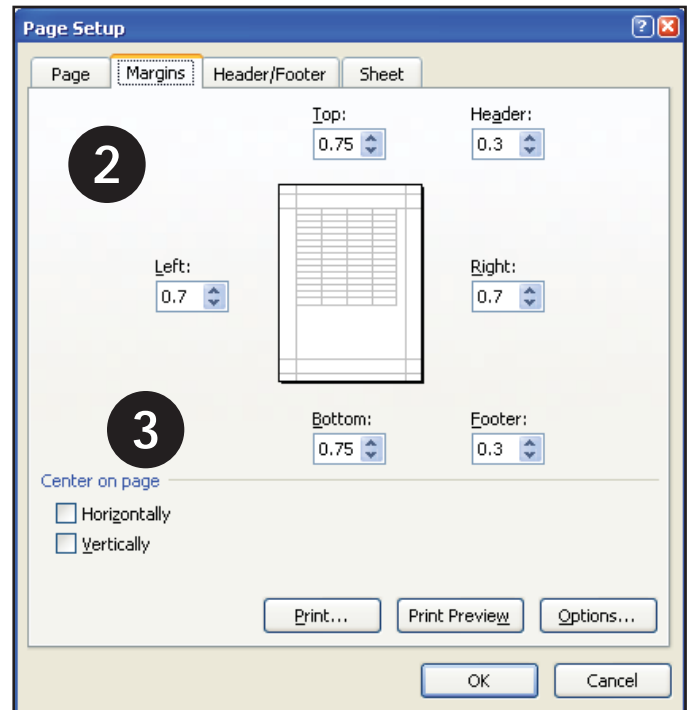 Page Setup
Page Margins Header/Footer Sheet
Top: Header:
0.75 0.3
2
Left: Right:
0.7 0.7
3
Bottom: Footer:
0.75 0.3
Center on page
Horizontally
Vertically
Print... Print Preview Options...
OK Cancel